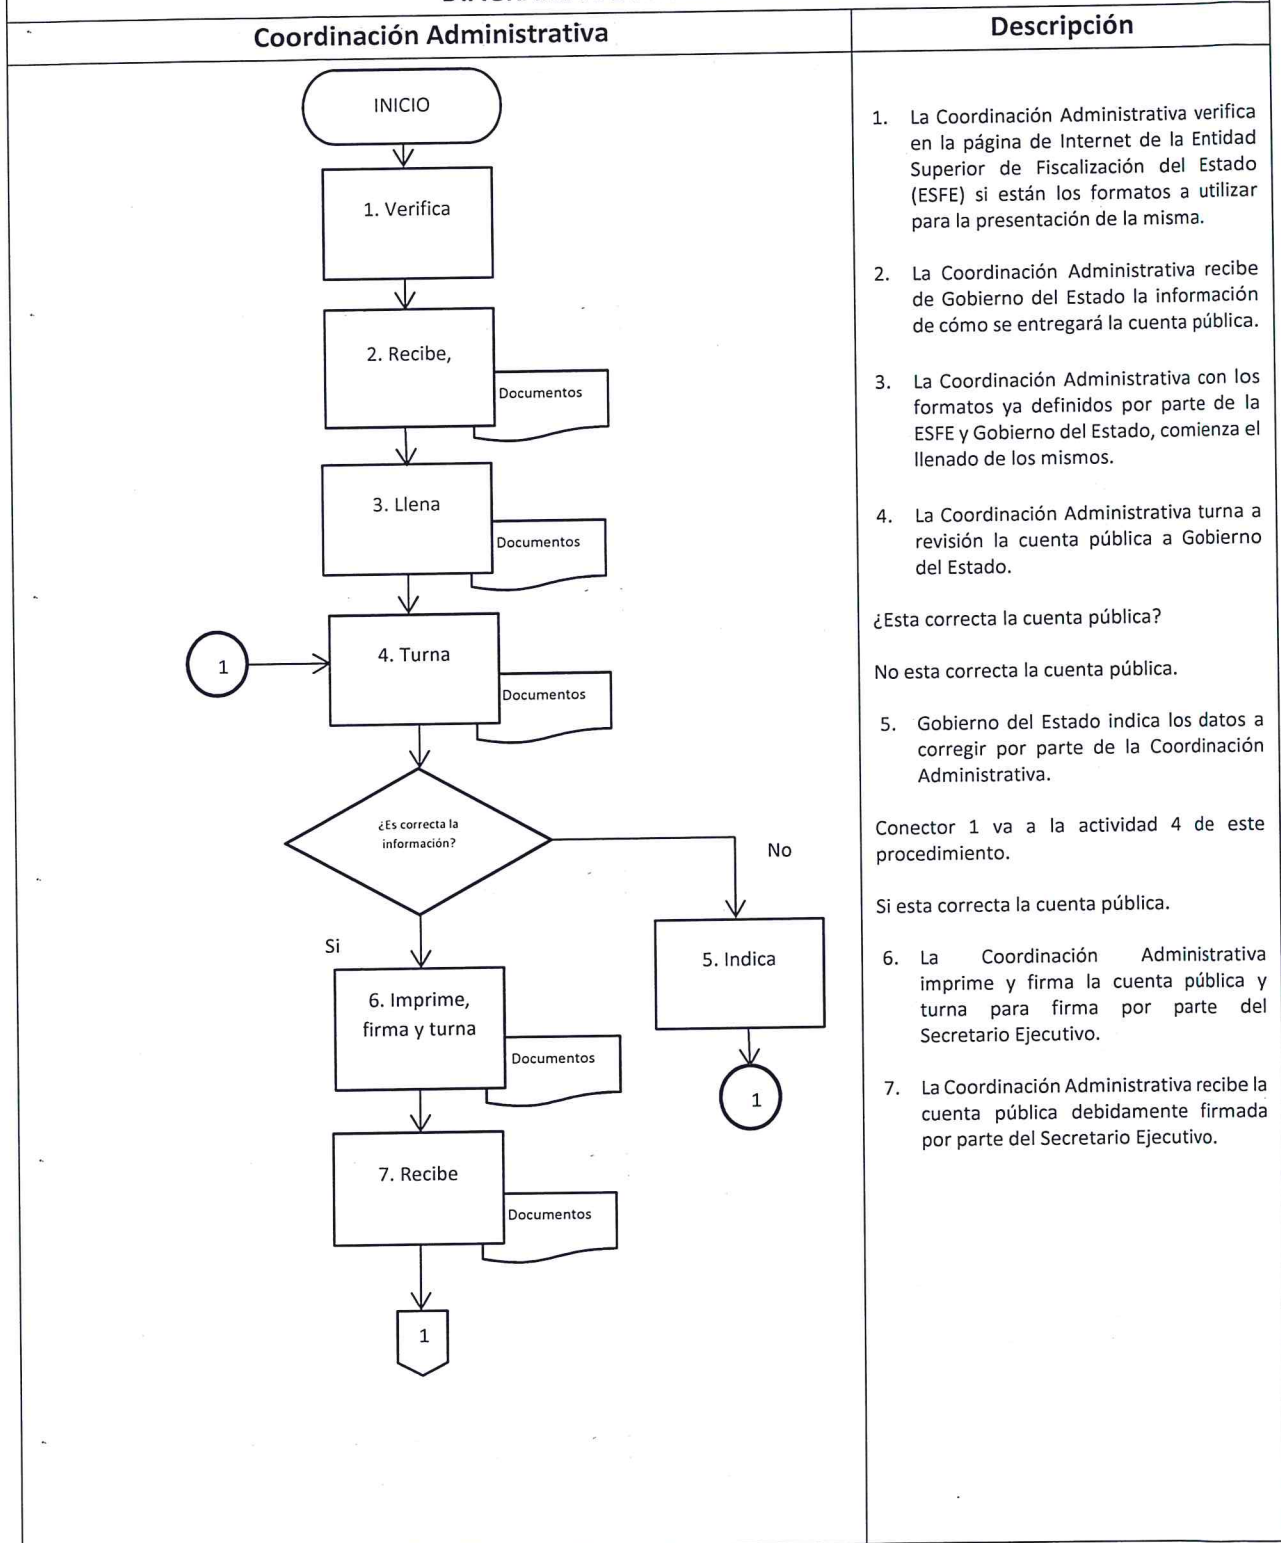 Coordinación Administrativa
Descripción
INICIO
1. Verifica
2. Recibe,
Documentos
3. Llena
Documentos
1
4. Turna
Documentos
¿Es correcta la
información?
No
Si
5. Indica
6. Imprime,
firma y turna
Documentos
1
7. Recibe
Documentos
1
1. La Coordinación Administrativa verifica
en la página de Internet de la Entidad
Superior de Fiscalización del Estado
(ESFE) si están los formatos a utilizar
para la presentación de la misma.
2. La Coordinación Administrativa recibe
de Gobierno del Estado la información
de cómo se entregará la cuenta pública.
3. La Coordinación Administrativa con los
formatos ya definidos por parte de la
ESFE y Gobierno del Estado, comienza el
llenado de los mismos.
4. La Coordinación Administrativa turna a
revisión la cuenta pública a Gobierno
del Estado.
¿Esta correcta la cuenta pública?
No esta correcta la cuenta pública.
5. Gobierno del Estado indica los datos a
corregir por parte de la Coordinación
Administrativa.
Conector 1 va a la actividad 4 de este
procedimiento.
Si esta correcta la cuenta pública.
6. La Coordinación Administrativa
imprime y firma la cuenta pública y
turna para firma por parte del
Secretario Ejecutivo.
7. La Coordinación Administrativa recibe la
cuenta pública debidamente firmada
por parte del Secretario Ejecutivo.